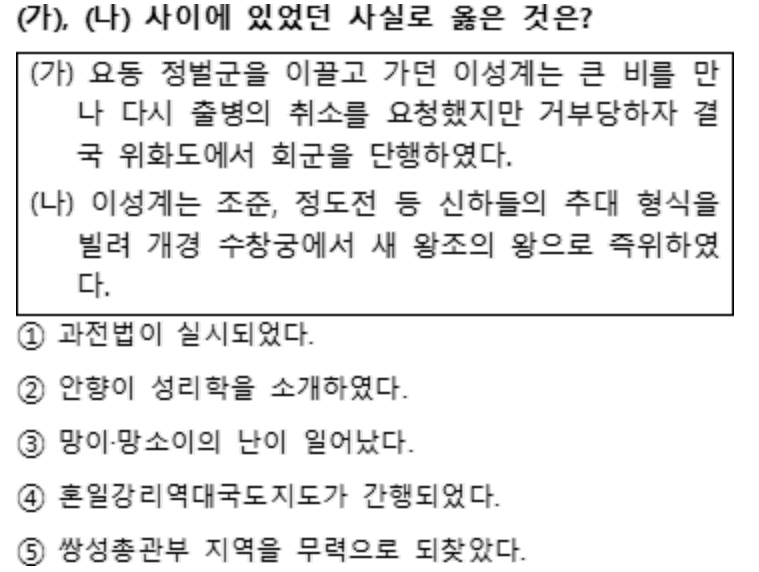 (가), (나) 사이에 있었던 사실로 옳은 것은?
(가) 요동 정벌군을 이끌고 가던 이성계는 큰 비를 만
나 다시 출병의 취소를 요청했지만 거부당하자 결
국 위화도에서 회군을 단행하였다.
(나) 이성계는 조준, 정도전 등 신하들의 추대 형식을
빌려 개경 수창궁에서 새 왕조의 왕으로 즉위하였
다.
① 과전법이 실시되었다.
② 안향이 성리학을 소개하였다.
③ 망이·망소이의 난이 일어났다.
④ 혼일강리역대국도지도가 간행되었다.
⑤ 쌍성총관부 지역을 무력으로 되찾았다.